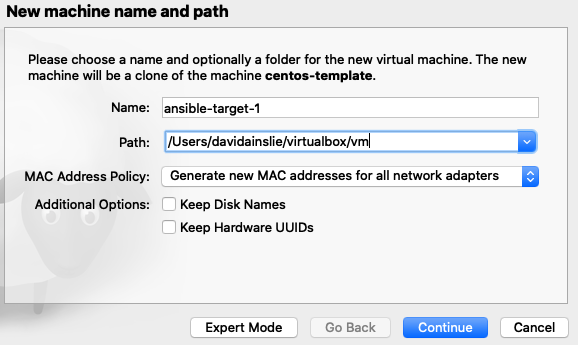 New machine name and path
Please choose a name and optionally a folder for the new virtual machine. The new
machine will be a clone of the machine centos-template.
Name: ansible-target-1
Path: /Users/davidainslie/virtualbox/vm
MAC Address Policy: Generate new MAC addresses for all network adapters
Additional Options: Keep Disk Names
Keep Hardware UUIDs
Expert Mode Go Back Continue Cancel